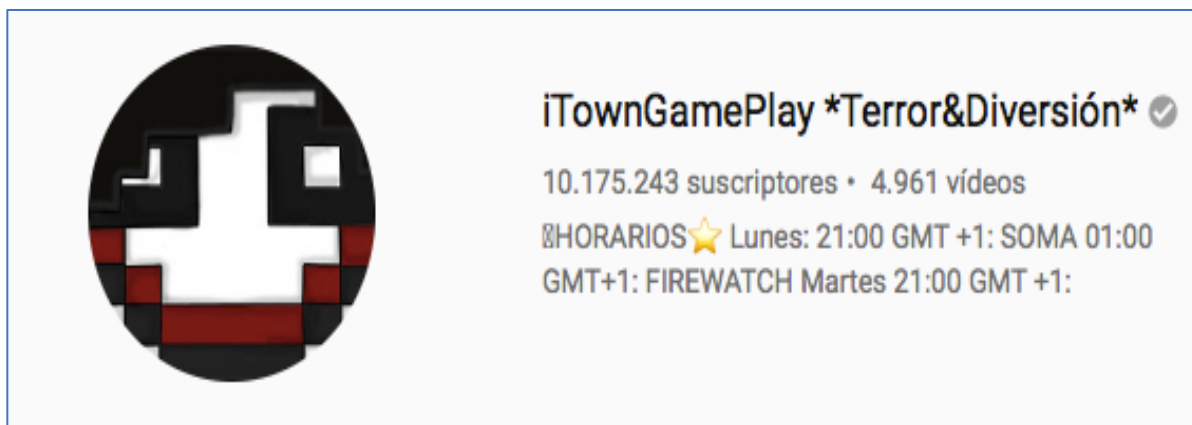 iTownGamePlay *Terror&Diversión*
10.175.243 suscriptores • 4.961 vídeos
HORARIOS⭐ Lunes: 21:00 GMT +1: SOMA 01:00
GMT+1: FIREWATCH Martes 21:00 GMT +1: